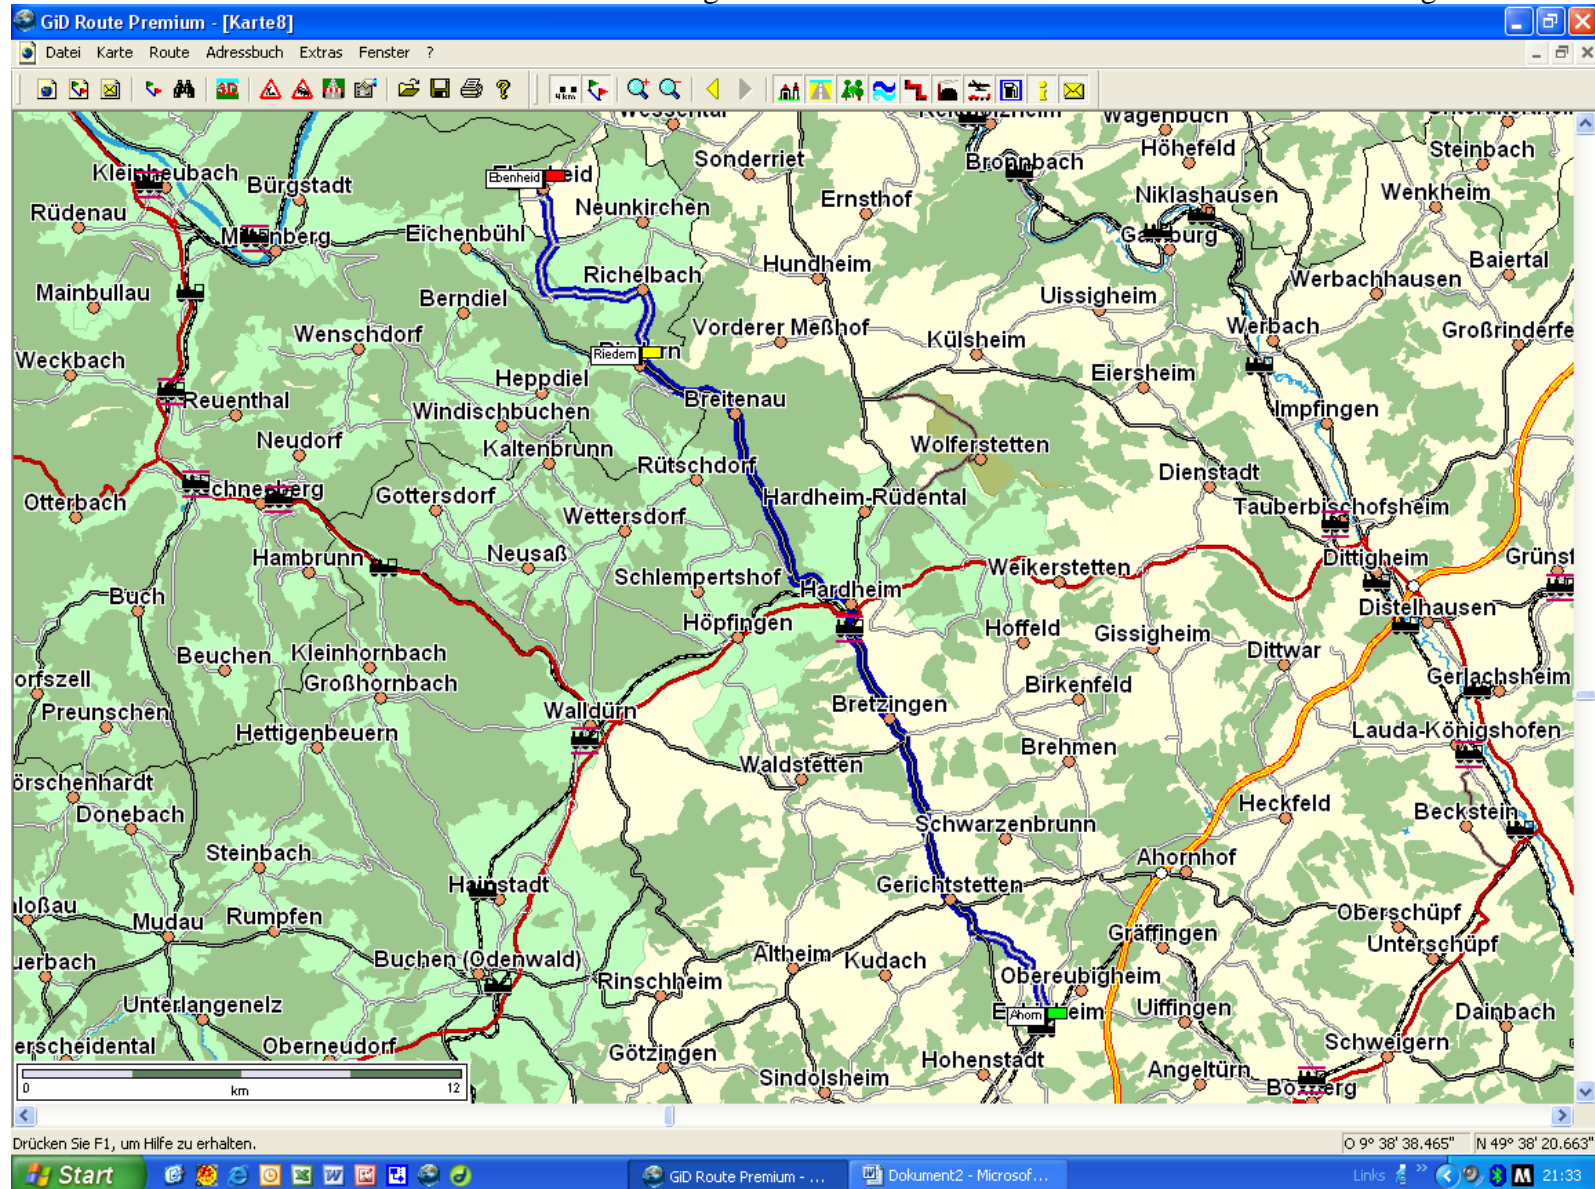 GiD Route Premium - [Karte8]
Datei Karte Route Adressbuch Extras Fenster ?
Sonderriet
Wagenbuch
Höhefeld
Steinbach
Kleinheubach
Bürgstadt
Ebenheid
Bronnbach
Niklashausen
Wenkheim
Rüdenau
Neunkirchen
Ernsthof
Eichenbühl
Gamburg
Richelbach
Hundheim
Werbachhausen
Baiertal
Mainbullau
Berndiel
Uissigheim
Wenschdorf
Vorderer Meßhof
Külsheim
Werbach
Großrinderfe
Weckbach
Riedern
Heppdiel
Eiersheim
Reuenthal
Windischbuchen
Breitenau
Impfingen
Neudorf
Kaltenbrunn
Wolferstetten
Rütschdorf
Dienstadt
Otterbach
Gottersdorf
Hardheim-Rüdental
Tauberbischofsheim
Wettersdorf
Hambrunn
Neusaß
Schlempertshof
Weikerstetten
Dittigheim
Grünsf
Buch
Hardheim
Distelhausen
Höpfingen
Hoffeld
Gissigheim
Dittwar
Beuchen
Kleinhornbach
orfszell
Großhornbach
Birkenfeld
Gerlachsheim
Preunschen
Walldürn
Bretzingen
Hettigenbeuern
Brehmen
Lauda-Königshofen
Waldstetten
örschenhardt
Heckfeld
Donebach
Schwarzenbrunn
Beckstein
Steinbach
Ahornhof
Hainstadt
Gerichtstetten
loßau
Mudau
Rumpfen
Oberschüpf
Gräffingen
Unterschüpf
uerbach
Buchen (Odenwald)
Altheim
Kudach
Obereubigheim
Rinschheim
Unterlangenelz
Ahorn
Uiffingen
Dainbach
erscheidental
Oberneudorf
Götzingen
Hohenstadt
Schweigern
Angeltürn
Sindolsheim
0 km 12
Drücken Sie F1, um Hilfe zu erhalten.
O 9° 38' 38.465" N 49° 38' 20.663"
Start
GiD Route Premium - ...
Dokument2 - Microsof...
Links
21:33